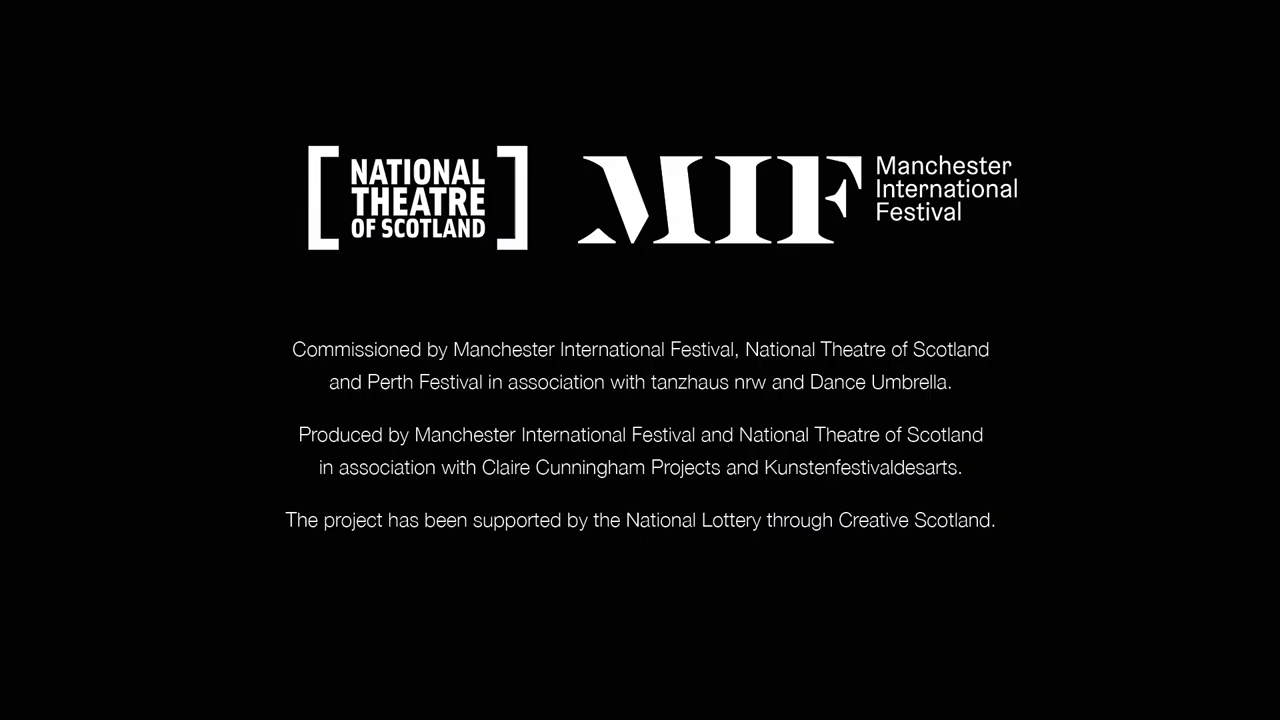 NATIONAL
THEATRE
OF SCOTLAND
MIF
Manchester
International
Festival
Commissioned by Manchester International Festival, National Theatre of Scotland
and Perth Festival in association with tanzhaus nrw and Dance Umbrella.
Produced by Manchester International Festival and National Theatre of Scotland
in association with Claire Cunningham Projects and Kunstenfestivaldesarts.
The project has been supported by the National Lottery through Creative Scotland.